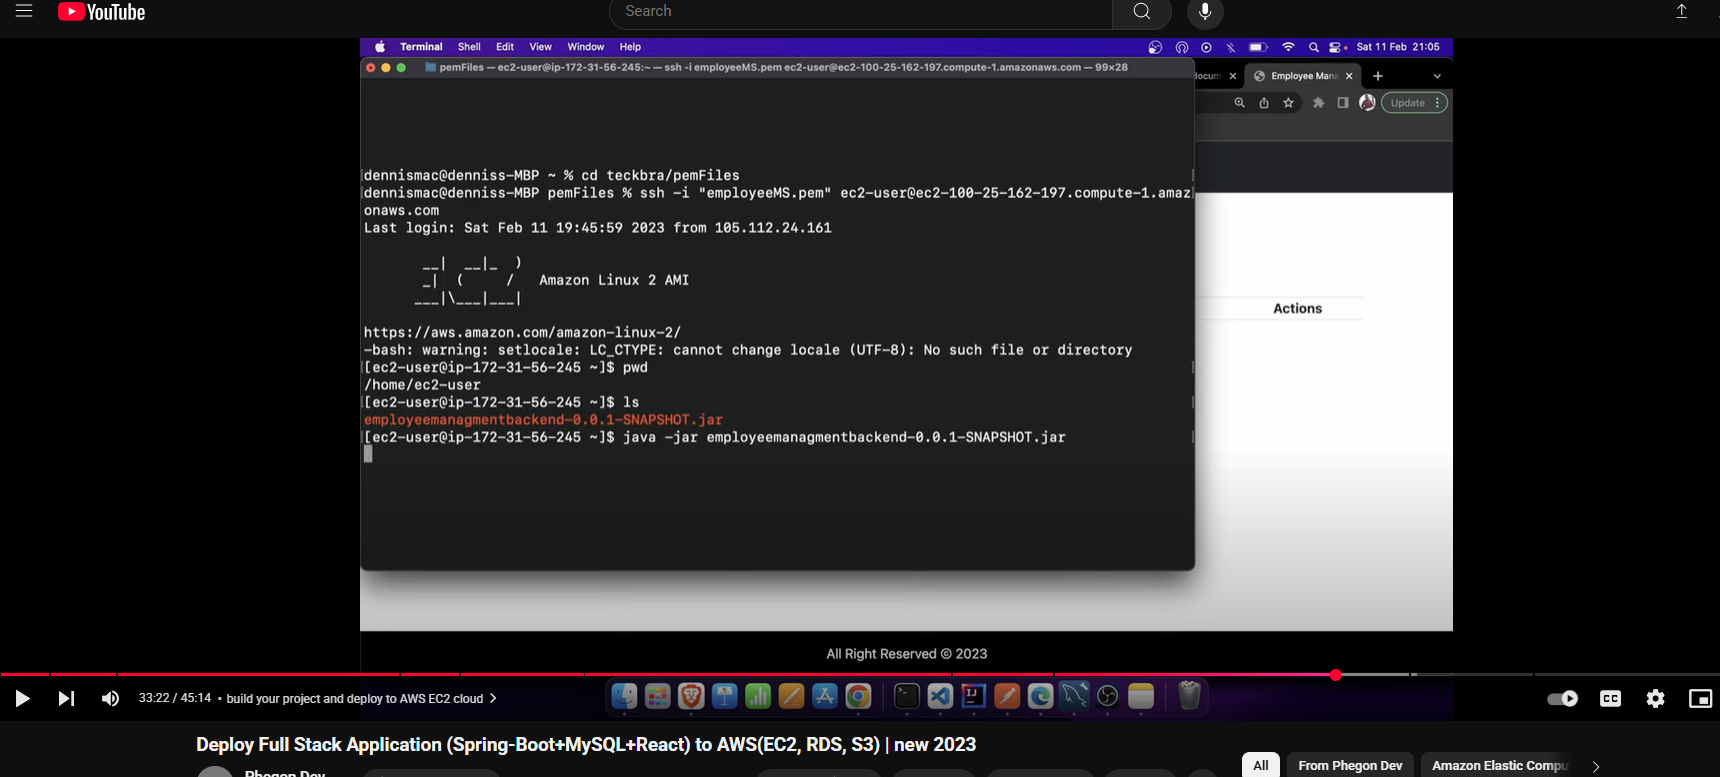 YouTube
Search
Terminal Shell Edit View Window Help
Sat 11 Feb 21:05
pemFiles — ec2-user@ip-172-31-56-245:~ — ssh -i employeeMS.pem ec2-user@ec2-100-25-162-197.compute-1.amazonaws.com — 99×28
Employee Mana
Update
dennismac@denniss-MBP ~ % cd teckbra/pemFiles
dennismac@denniss-MBP pemFiles % ssh -i "employeeMS.pem" ec2-user@ec2-100-25-162-197.compute-1.amaz
onaws.com
Last login: Sat Feb 11 19:45:59 2023 from 105.112.24.161
__| __|_ )
_| ( / Amazon Linux 2 AMI
___|\___|___|
https://aws.amazon.com/amazon-linux-2/
-bash: warning: setlocale: LC_CTYPE: cannot change locale (UTF-8): No such file or directory
[ec2-user@ip-172-31-56-245 ~]$ pwd
/home/ec2-user
[ec2-user@ip-172-31-56-245 ~]$ ls
employeemanagmentbackend-0.0.1-SNAPSHOT.jar
[ec2-user@ip-172-31-56-245 ~]$ java -jar employeemanagmentbackend-0.0.1-SNAPSHOT.jar
Actions
All Right Reserved © 2023
33:22 / 45:14 • build your project and deploy to AWS EC2 cloud
CC
Deploy Full Stack Application (Spring-Boot+MySQL+React) to AWS(EC2, RDS, S3) | new 2023
Phegon Dev
All From Phegon Dev Amazon Elastic Compu